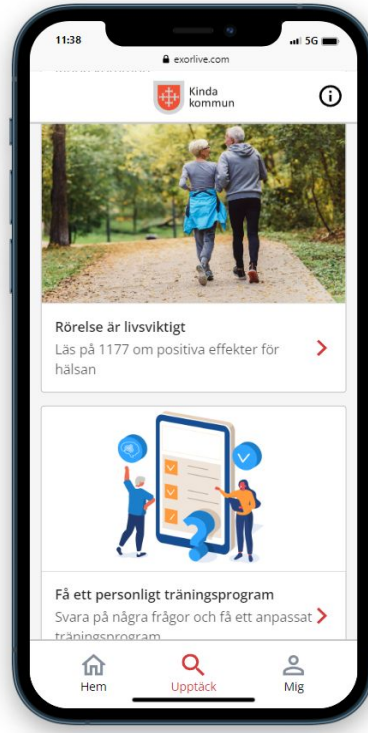 11:38
5G
exorlive.com
Kinda
kommun
Rörelse är livsviktigt
Läs på 1177 om positiva effekter för
hälsan
Få ett personligt träningsprogram
Svara på några frågor och få ett anpassat
träningsprogram
Hem
Upptäck
Mig